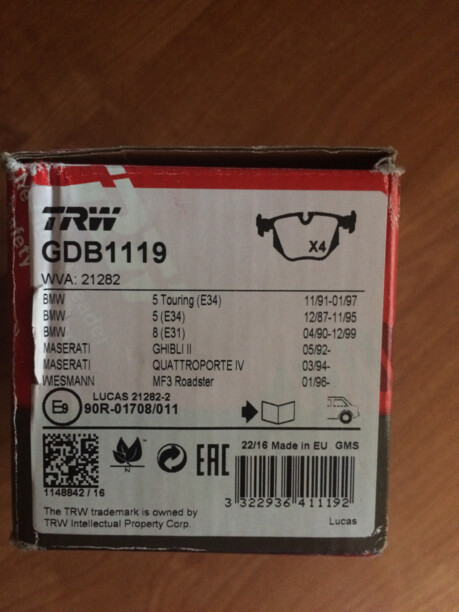 TRW
GDB1119
X4
WVA: 21282
BMW 5 Touring (E34) 11/91-01/97
BMW 5 (E34) 12/87-11/95
BMW 8 (E31) 04/90-12/99
MASERATI GHIBLI II 05/92-
MASERATI QUATTROPORTE IV 03/94-
WIESMANN MF3 Roadster 01/96-
E9
LUCAS 21282-2
90R-01708/011
N
EAC
22/16 Made in EU GMS
1148842 / 16
3 322936 411192
The TRW trademark is owned by
TRW Intellectual Property Corp.
Lucas